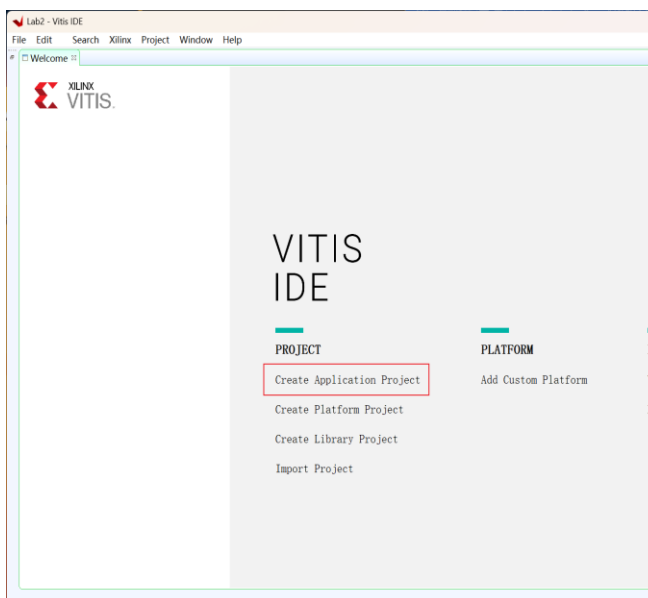 Lab2 - Vitis IDE
File Edit Search Xilinx Project Window Help
Welcome
XILINX
VITIS.
VITIS
IDE
PROJECT
Create Application Project
Create Platform Project
Create Library Project
Import Project
PLATFORM
Add Custom Platform